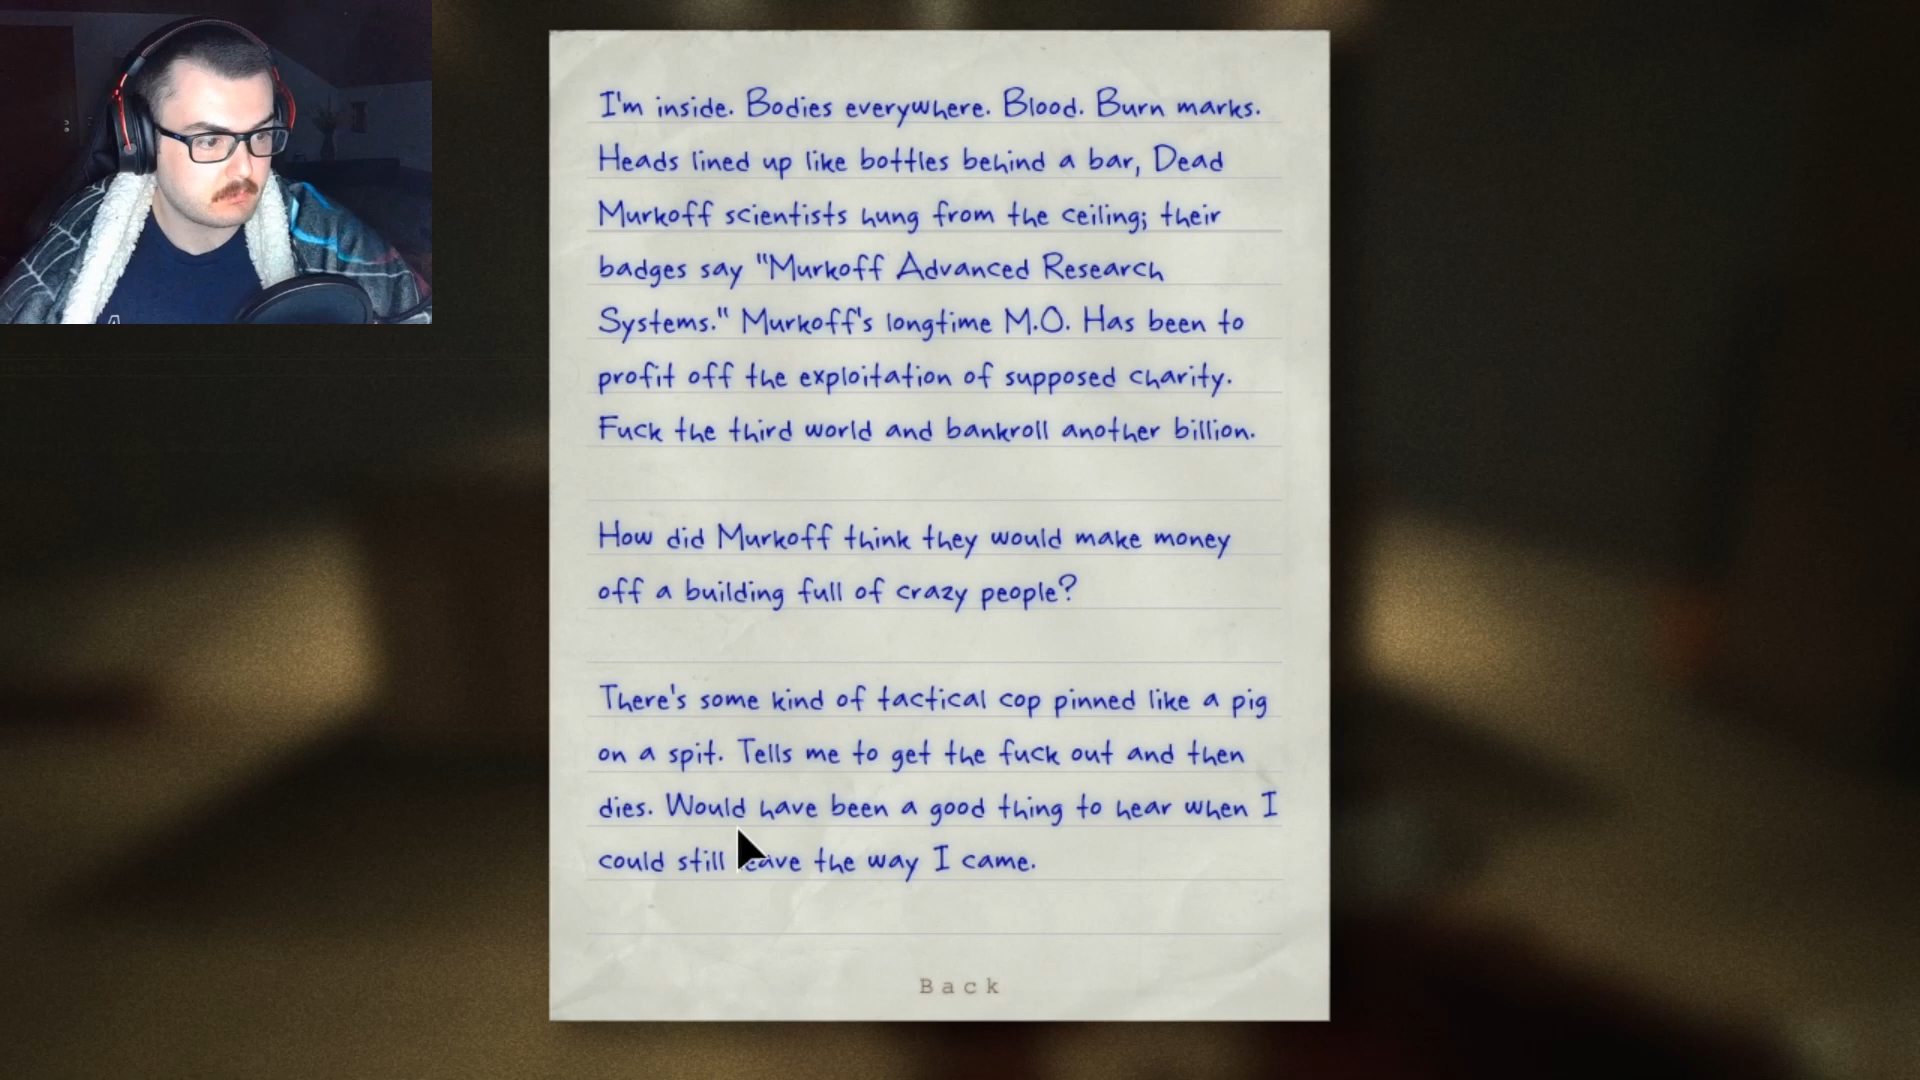 I'm inside. Bodies everywhere. Blood. Burn marks.
Heads lined up like bottles behind a bar, Dead
Murkoff scientists hung from the ceiling; their
badges say "Murkoff Advanced Research
Systems." Murkoff's longtime M.O. Has been to
profit off the exploitation of supposed charity.
Fuck the third world and bankroll another billion.
How did Murkoff think they would make money
off a building full of crazy people?
There's some kind of tactical cop pinned like a pig
on a spit. Tells me to get the fuck out and then
dies. Would have been a good thing to hear when I
could still leave the way I came.
Back